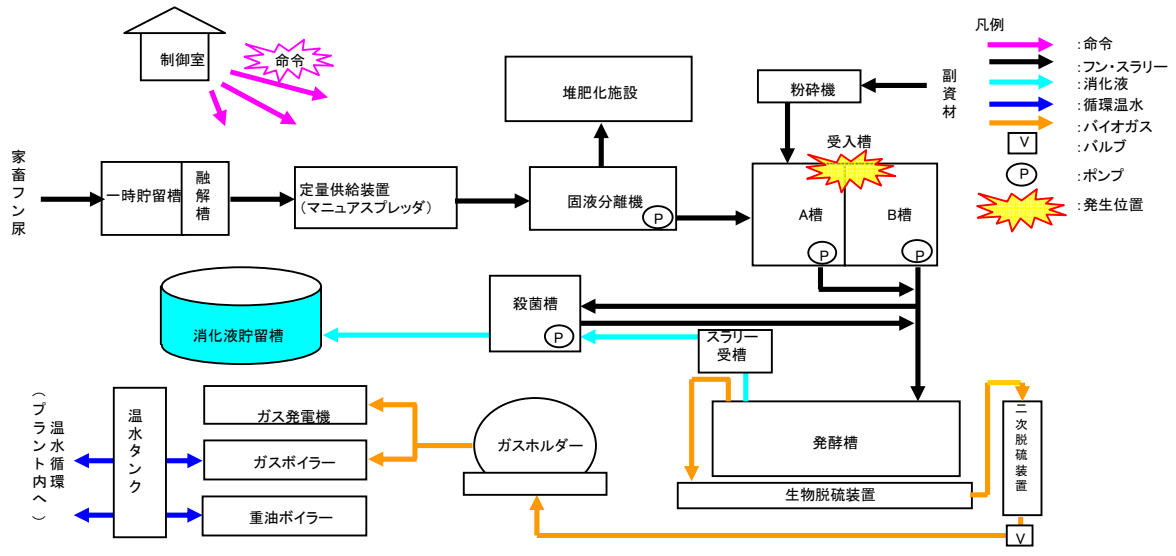 制御室
命令
凡例
:命令
:フン・スラリー
:消化液
:循環温水
:バイオガス
V
:バルブ
P
:ポンプ
:発生位置
堆肥化施設
粉砕機
副資材
受入槽
家畜フン尿
一時貯留槽
融解槽
定量供給装置
(マニュアスプレッダ)
固液分離機
P
A槽
P
B槽
P
殺菌槽
P
消化液貯留槽
スラリー
受槽
ガス発電機
ガスボイラー
重油ボイラー
温水タンク
温水循環
(プラント内へ)
ガスホルダー
発酵槽
生物脱硫装置
二次脱硫装置
V